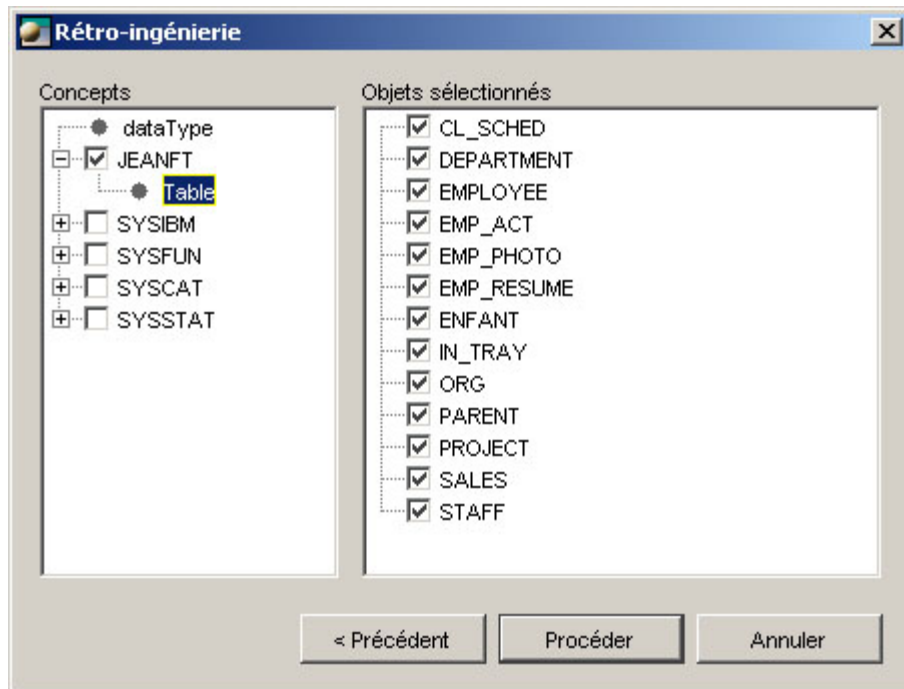 Rétro-ingénierie
Concepts
dataType
JEANFT
Table
SYSIBM
SYSFUN
SYSCAT
SYSSTAT
Objets sélectionnés
CL_SCHED
DEPARTMENT
EMPLOYEE
EMP_ACT
EMP_PHOTO
EMP_RESUME
ENFANT
IN_TRAY
ORG
PARENT
PROJECT
SALES
STAFF
< Précédent
Procéder
Annuler